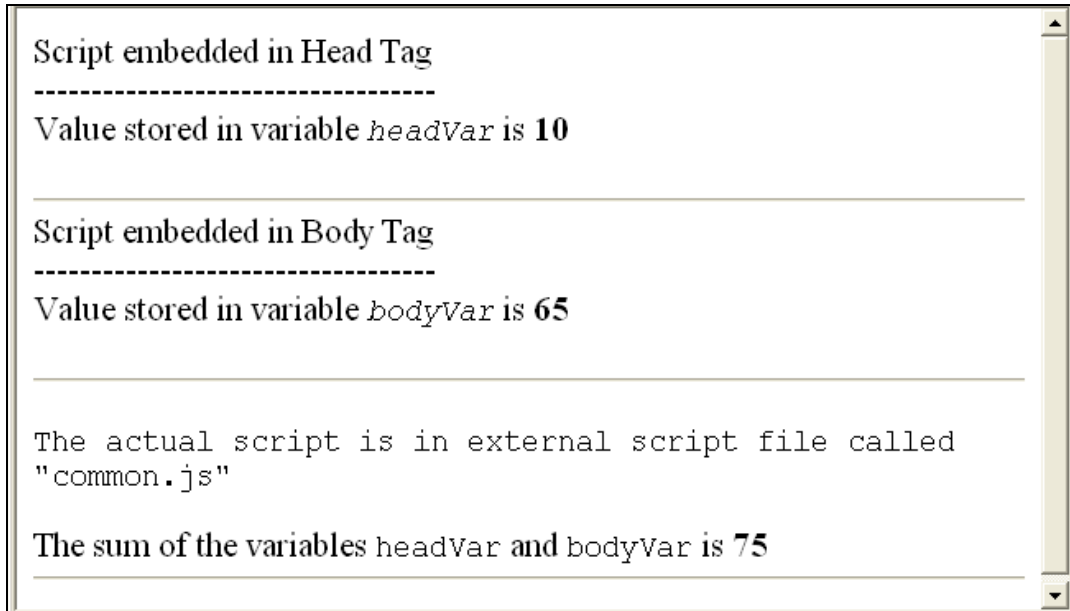 Script embedded in Head Tag
-----------------------------------
Value stored in variable headVar is 10
Script embedded in Body Tag
-----------------------------------
Value stored in variable bodyVar is 65
The actual script is in external script file called
"common.js"
The sum of the variables headVar and bodyVar is 75